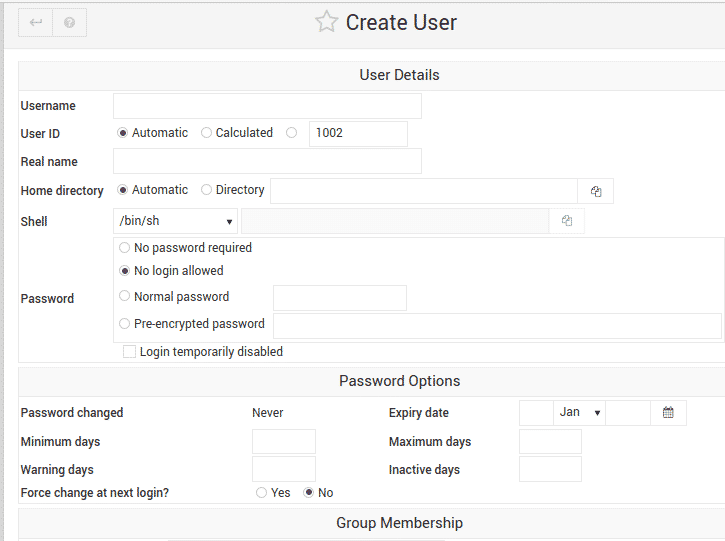 Create User
User Details
Username
User ID Automatic Calculated 1002
Real name
Home directory Automatic Directory
Shell /bin/sh
No password required
No login allowed
Password Normal password
Pre-encrypted password
Login temporarily disabled
Password Options
Password changed Never Expiry date Jan
Minimum days Maximum days
Warning days Inactive days
Force change at next login? Yes No
Group Membership